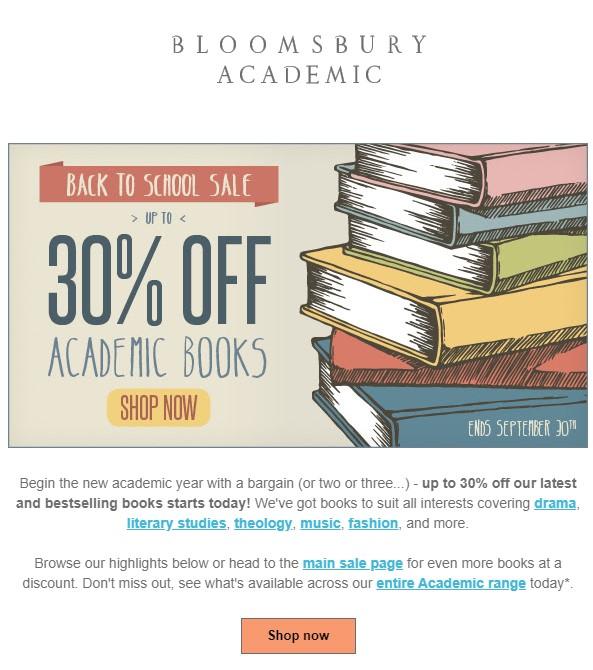 BLOOMSBURY
ACADEMIC
BACK TO SCHOOL SALE
> UP TO <
30% OFF
ACADEMIC BOOKS
SHOP NOW
ENDS SEPTEMBER 30TH
Begin the new academic year with a bargain (or two or three...) - up to 30% off our latest
and bestselling books starts today! We've got books to suit all interests covering drama,
literary studies, theology, music, fashion, and more.
Browse our highlights below or head to the main sale page for even more books at a
discount. Don't miss out, see what's available across our entire Academic range today*.
Shop now